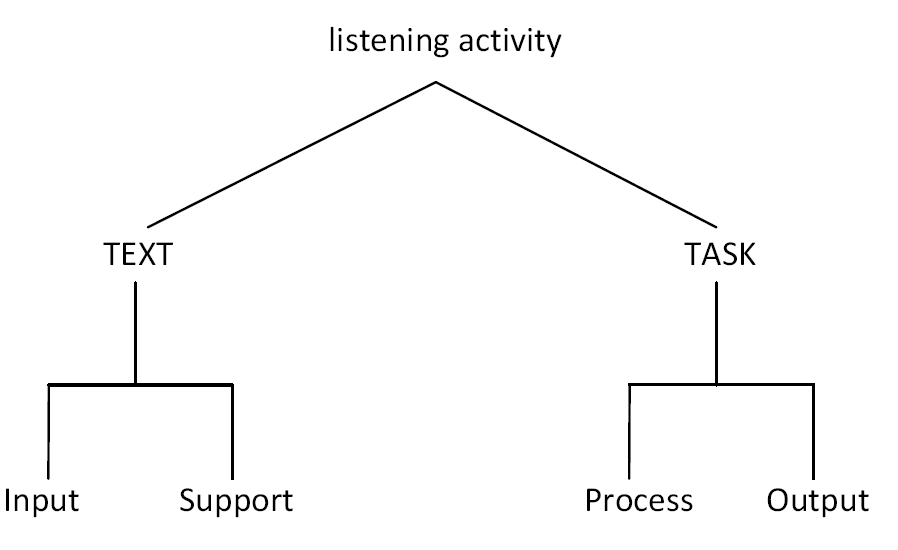 listening activity
TEXT
TASK
Input
Support
Process
Output